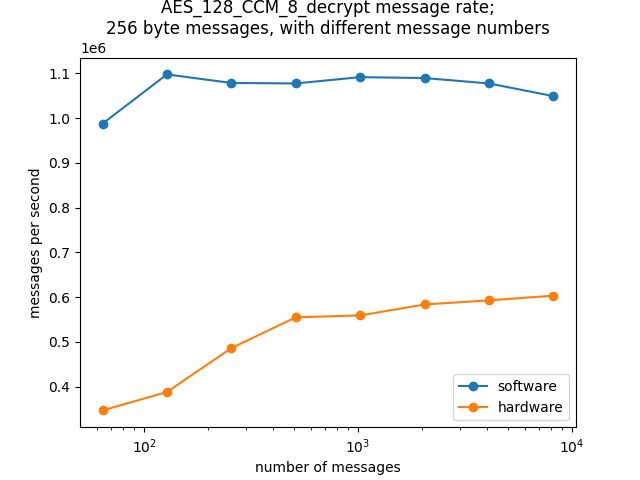 AES_128_CCM_8_decrypt message rate;
256 byte messages, with different message numbers
1e6
1.1
1.0
0.9
0.8
0.7
0.6
0.5
0.4
messages per second
10²
10³
10⁴
number of messages
software
hardware